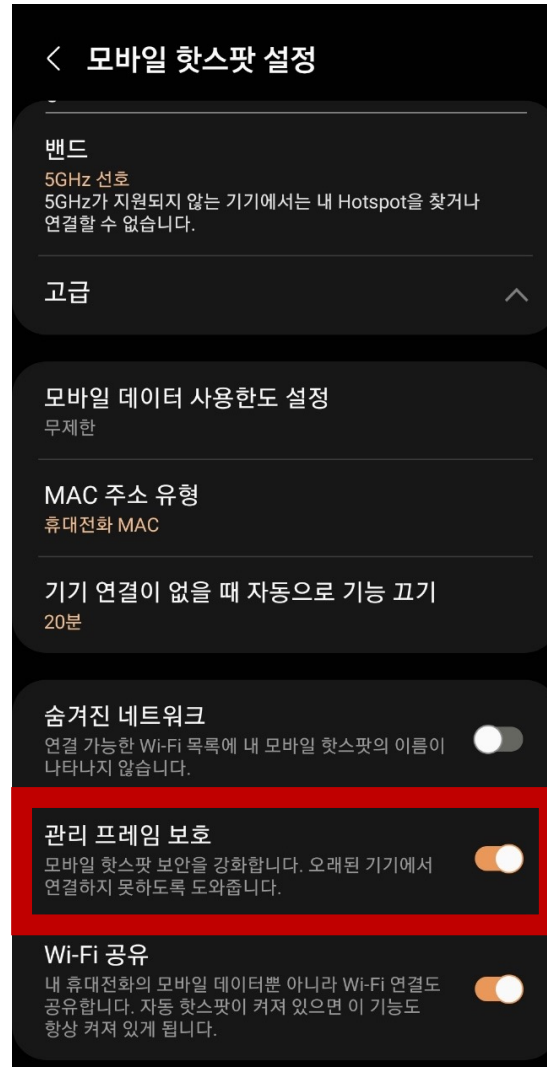 모바일 핫스팟 설정
밴드
5GHz 선호
5GHz가 지원되지 않는 기기에서는 내 Hotspot을 찾거나
연결할 수 없습니다.
고급
모바일 데이터 사용한도 설정
무제한
MAC 주소 유형
휴대전화 MAC
기기 연결이 없을 때 자동으로 기능 끄기
20분
숨겨진 네트워크
연결 가능한 Wi-Fi 목록에 내 모바일 핫스팟의 이름이
나타나지 않습니다.
관리 프레임 보호
모바일 핫스팟 보안을 강화합니다. 오래된 기기에서
연결하지 못하도록 도와줍니다.
Wi-Fi 공유
내 휴대전화의 모바일 데이터뿐 아니라 Wi-Fi 연결도
공유합니다. 자동 핫스팟이 켜져 있으면 이 기능도
항상 켜져 있게 됩니다.